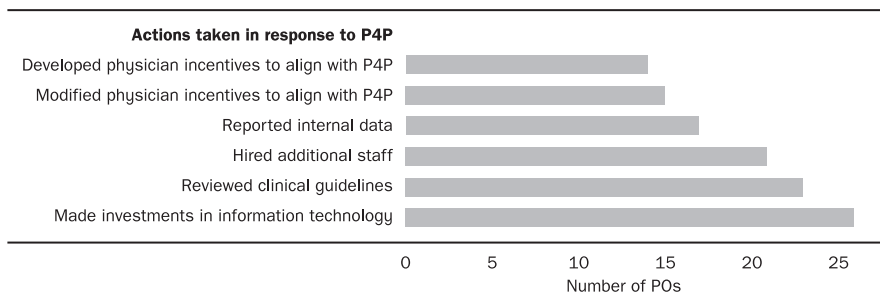 Actions taken in response to P4P
Developed physician incentives to align with P4P
Modified physician incentives to align with P4P
Reported internal data
Hired additional staff
Reviewed clinical guidelines
Made investments in information technology
0 5 10 15 20 25
Number of POs